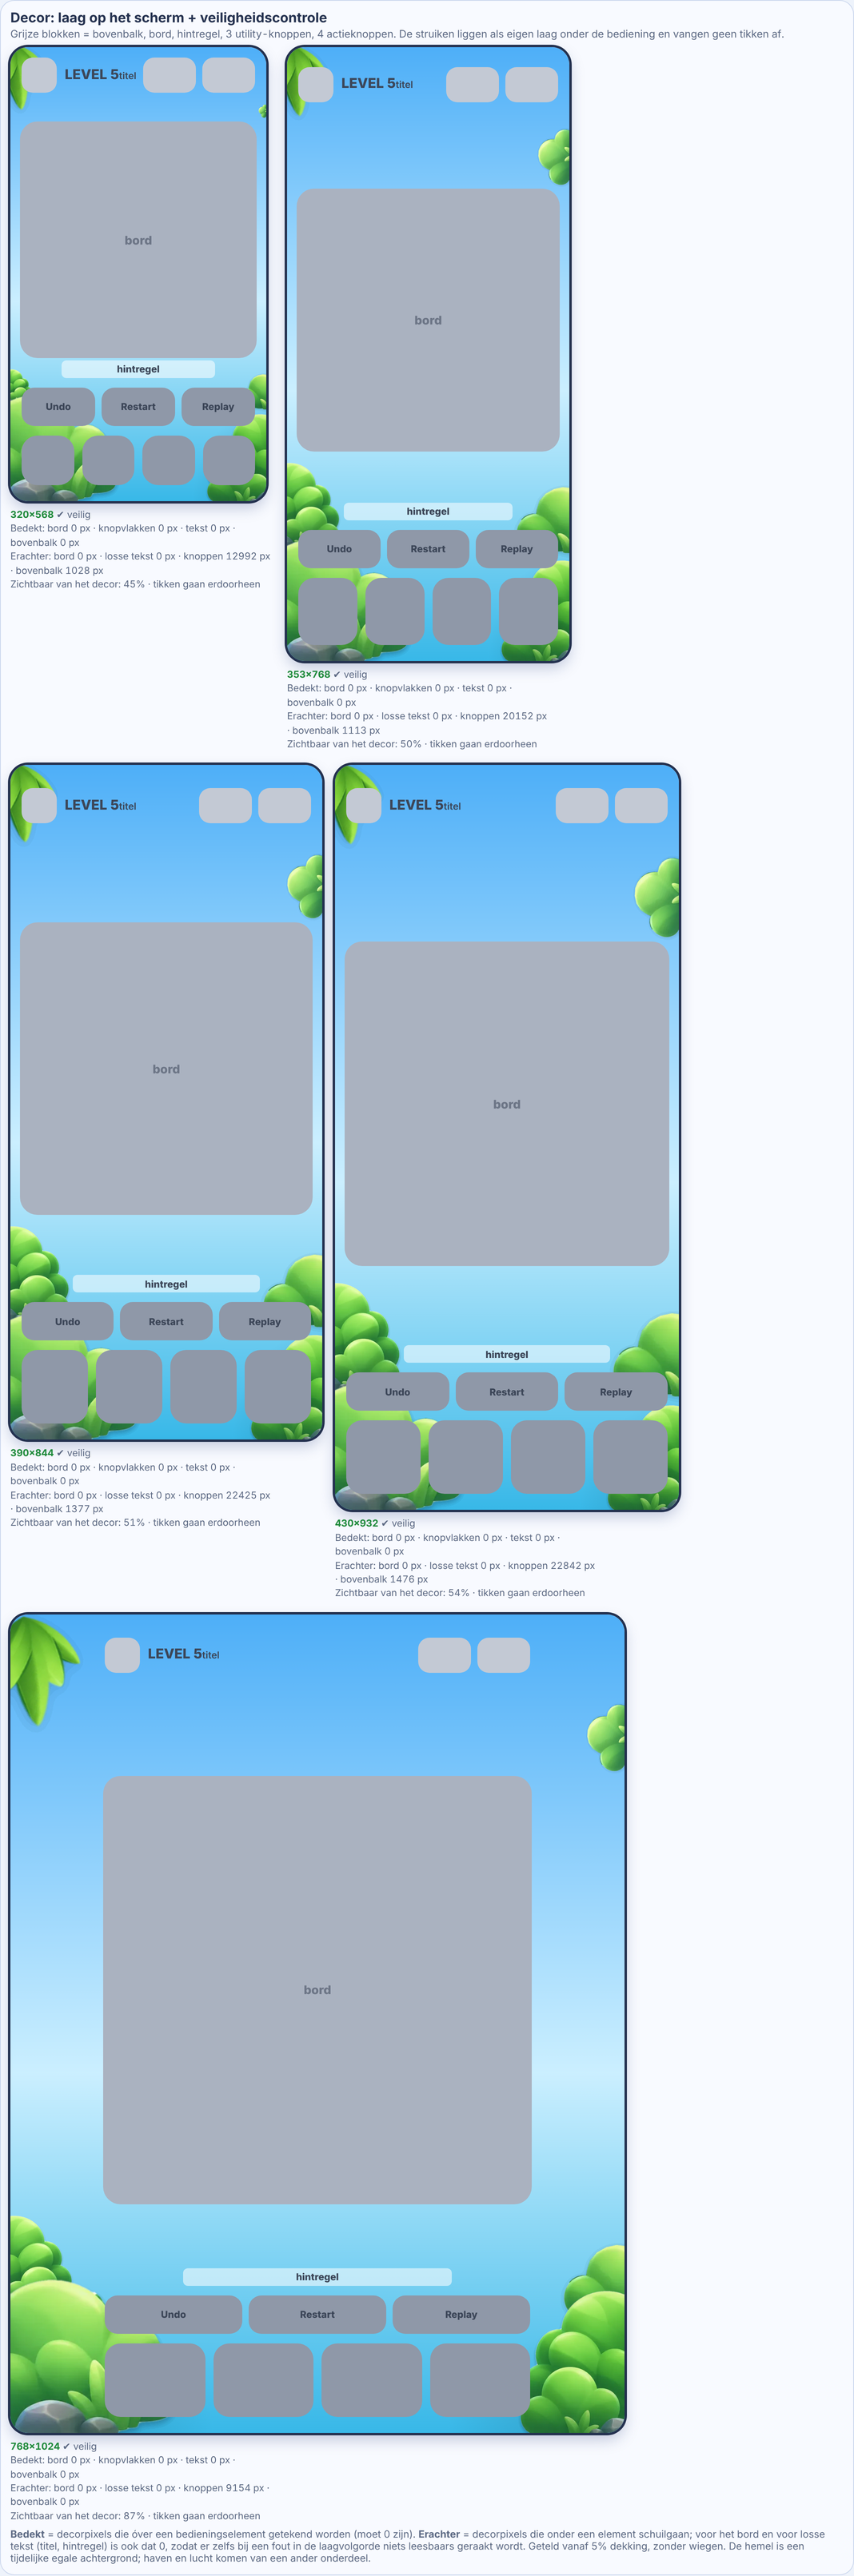 Decor: laag op het scherm + veiligheidscontrole
Grijze blokken = bovenbalk, bord, hintregel, 3 utility-knoppen, 4 actieknoppen. De struiken liggen als eigen laag onder de bediening en vangen geen tikken af.
LEVEL 5 titel
bord
hintregel
Undo Restart Replay
320×568 ✔ veilig
Bedekt: bord 0 px · knopvlakken 0 px · tekst 0 px ·
bovenbalk 0 px
Erachter: bord 0 px · losse tekst 0 px · knoppen 12992 px
· bovenbalk 1028 px
Zichtbaar van het decor: 45% · tikken gaan erdoorheen
LEVEL 5 titel
bord
hintregel
Undo Restart Replay
353×768 ✔ veilig
Bedekt: bord 0 px · knopvlakken 0 px · tekst 0 px ·
bovenbalk 0 px
Erachter: bord 0 px · losse tekst 0 px · knoppen 20152 px
· bovenbalk 1113 px
Zichtbaar van het decor: 50% · tikken gaan erdoorheen
LEVEL 5 titel
bord
hintregel
Undo Restart Replay
390×844 ✔ veilig
Bedekt: bord 0 px · knopvlakken 0 px · tekst 0 px ·
bovenbalk 0 px
Erachter: bord 0 px · losse tekst 0 px · knoppen 22425 px
· bovenbalk 1377 px
Zichtbaar van het decor: 51% · tikken gaan erdoorheen
LEVEL 5 titel
bord
hintregel
Undo Restart Replay
430×932 ✔ veilig
Bedekt: bord 0 px · knopvlakken 0 px · tekst 0 px ·
bovenbalk 0 px
Erachter: bord 0 px · losse tekst 0 px · knoppen 22842 px
· bovenbalk 1476 px
Zichtbaar van het decor: 54% · tikken gaan erdoorheen
LEVEL 5 titel
bord
hintregel
Undo Restart Replay
768×1024 ✔ veilig
Bedekt: bord 0 px · knopvlakken 0 px · tekst 0 px ·
bovenbalk 0 px
Erachter: bord 0 px · losse tekst 0 px · knoppen 9154 px ·
bovenbalk 0 px
Zichtbaar van het decor: 87% · tikken gaan erdoorheen
Bedekt = decorpixels die óver een bedieningselement getekend worden (moet 0 zijn). Erachter = decorpixels die onder een element schuilgaan; voor het bord en voor losse
tekst (titel, hintregel) is ook dat 0, zodat er zelfs bij een fout in de laagvolgorde niets leesbaars geraakt wordt. Geteld vanaf 5% dekking, zonder wiegen. De hemel is een
tijdelijke egale achtergrond; haven en lucht komen van een ander onderdeel.